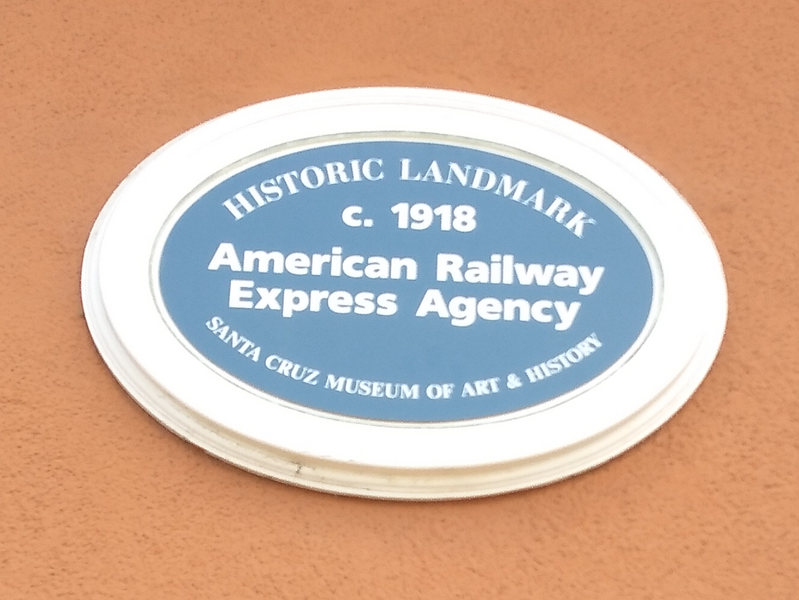 HISTORIC LANDMARK
c. 1918
American Railway
Express Agency
SANTA CRUZ MUSEUM OF ART & HISTORY